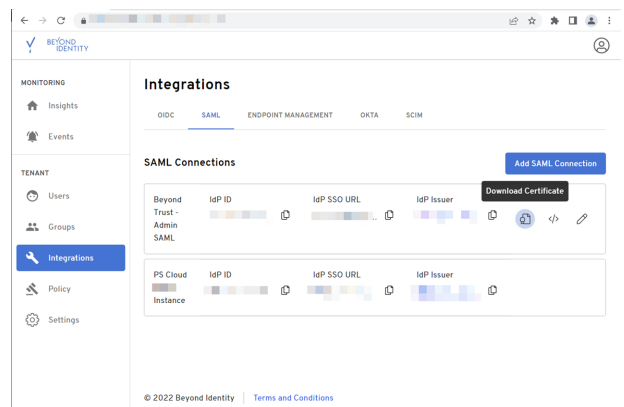 BEYOND
IDENTITY
MONITORING
Insights
Events
TENANT
Users
Groups
Integrations
Policy
Settings
Integrations
OIDC SAML ENDPOINT MANAGEMENT OKTA SCIM
SAML Connections
Add SAML Connection
Download Certificate
Beyond
Trust -
Admin
SAML
IdP ID
IdP SSO URL
..
IdP Issuer
</>
PS Cloud
Instance
IdP ID
IdP SSO URL
IdP Issuer
© 2022 Beyond Identity Terms and Conditions